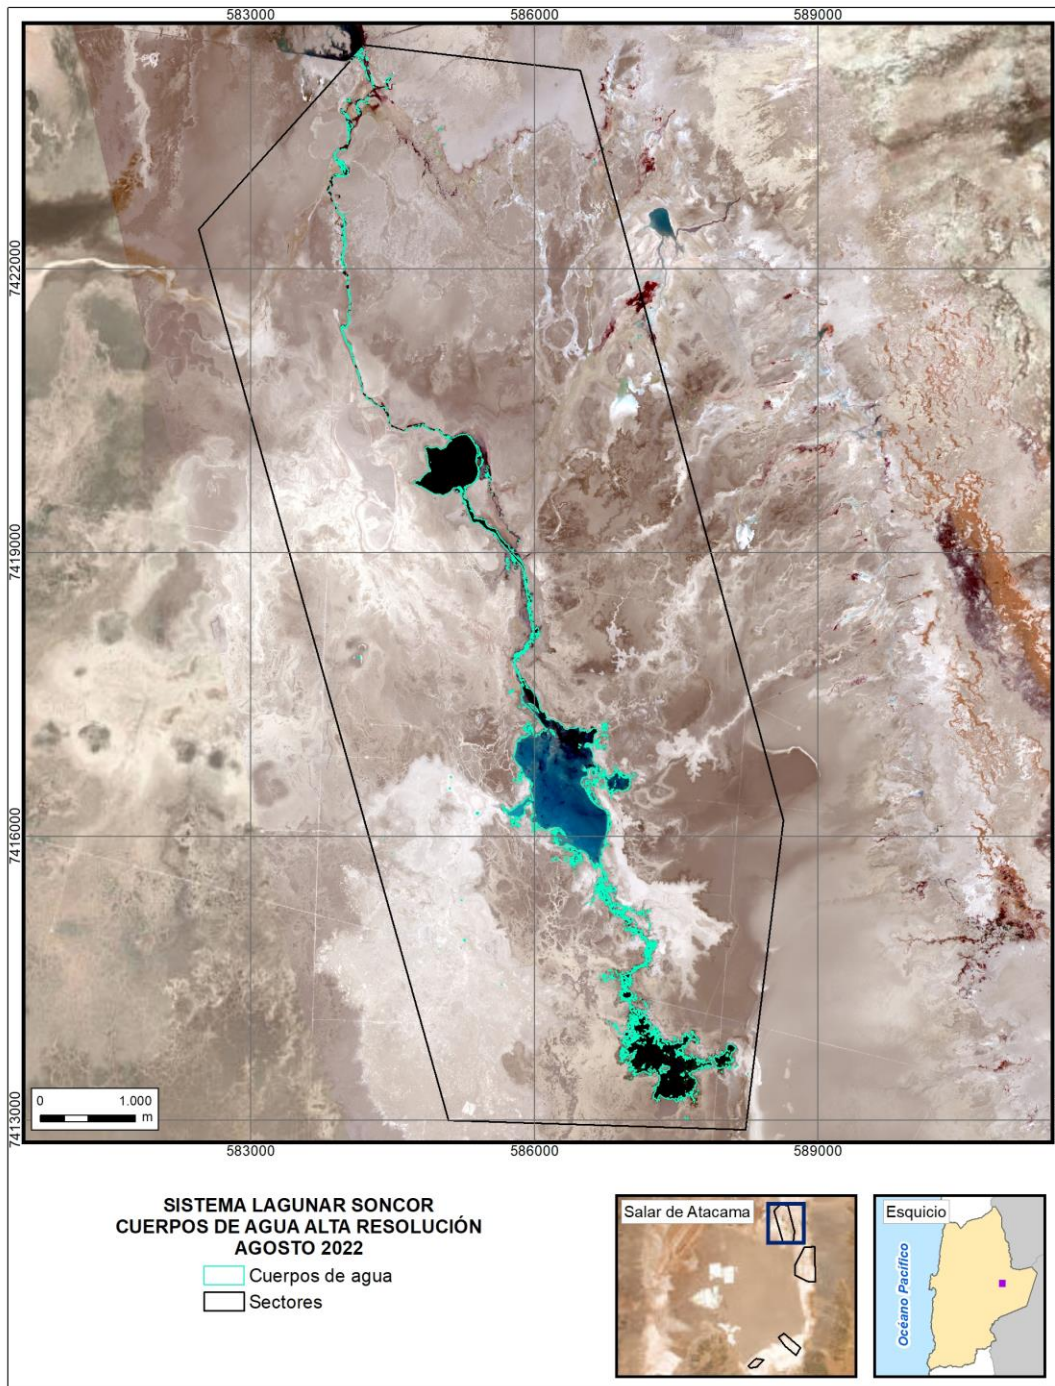 583000
586000
589000
7422000
7419000
7416000
7413000
0
1.000
m
583000
586000
589000
SISTEMA LAGUNAR SONCOR
CUERPOS DE AGUA ALTA RESOLUCIÓN
AGOSTO 2022
Cuerpos de agua
Sectores
Salar de Atacama
Esquicio
Océano Pacífico